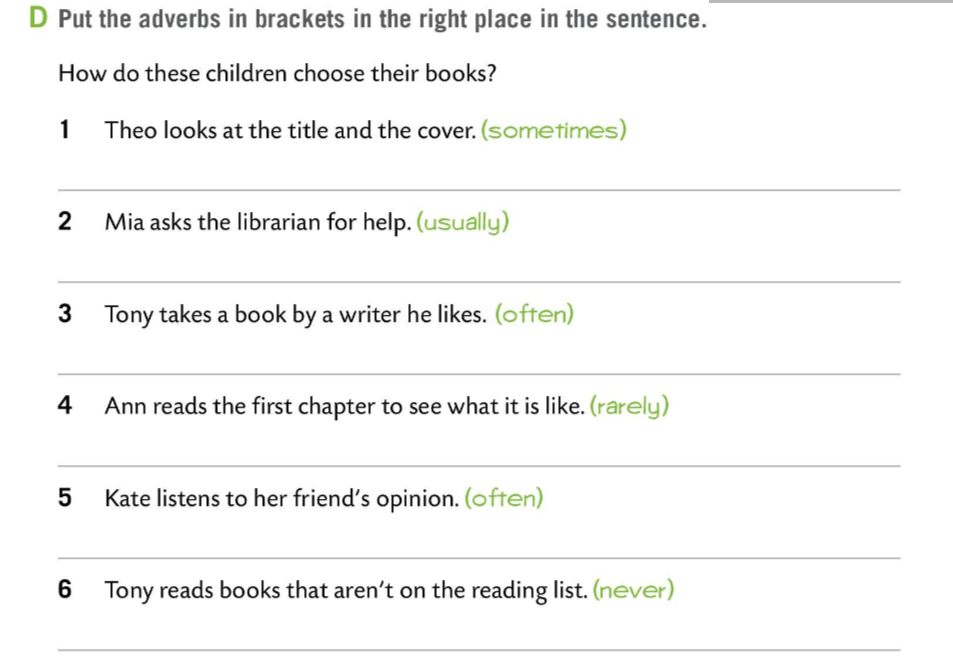 D Put the adverbs in brackets in the right place in the sentence.
How do these children choose their books?
1 Theo looks at the title and the cover. (sometimes)
2 Mia asks the librarian for help. (usually)
3 Tony takes a book by a writer he likes. (often)
4 Ann reads the first chapter to see what it is like. (rarely)
5 Kate listens to her friend's opinion. (often)
6 Tony reads books that aren't on the reading list. (never)